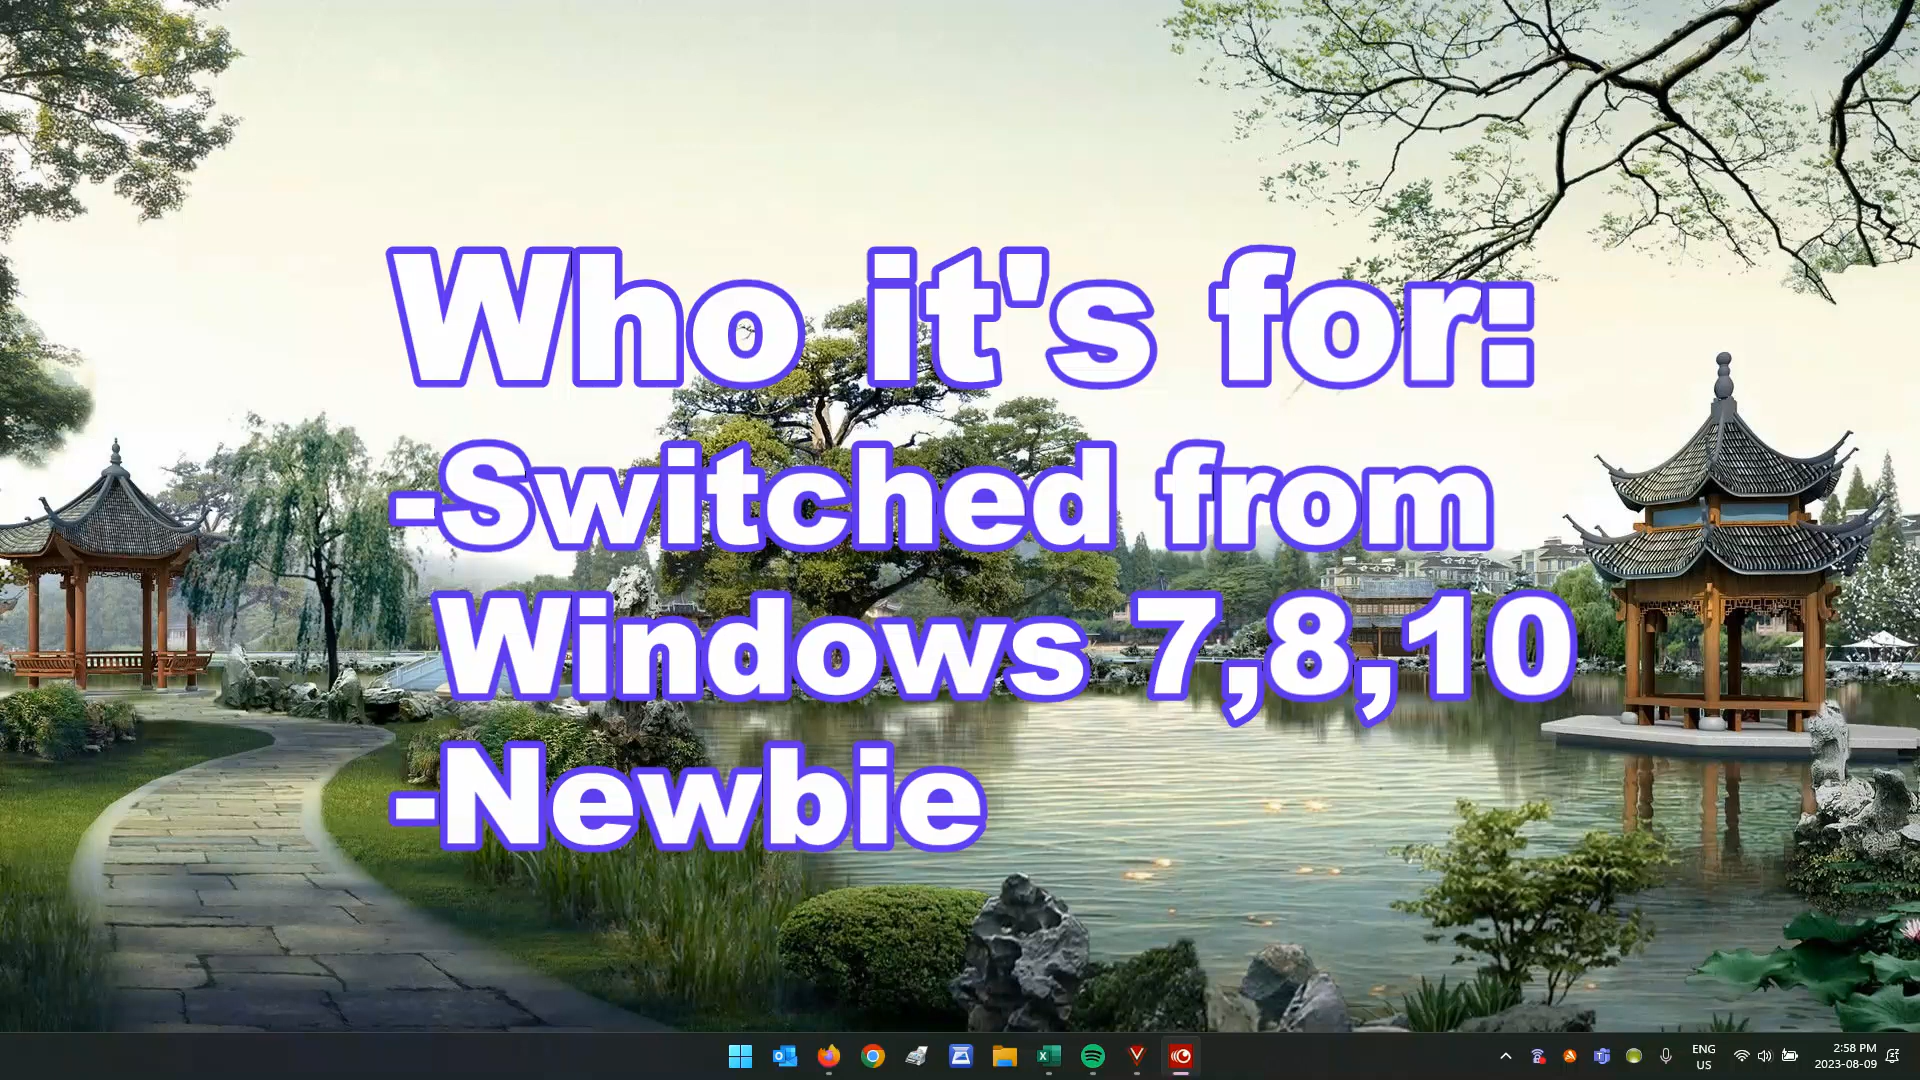 Who it's for:
-Switched from
Windows 7,8,10
-Newbie
ENG
US
2:58 PM
2023-08-09